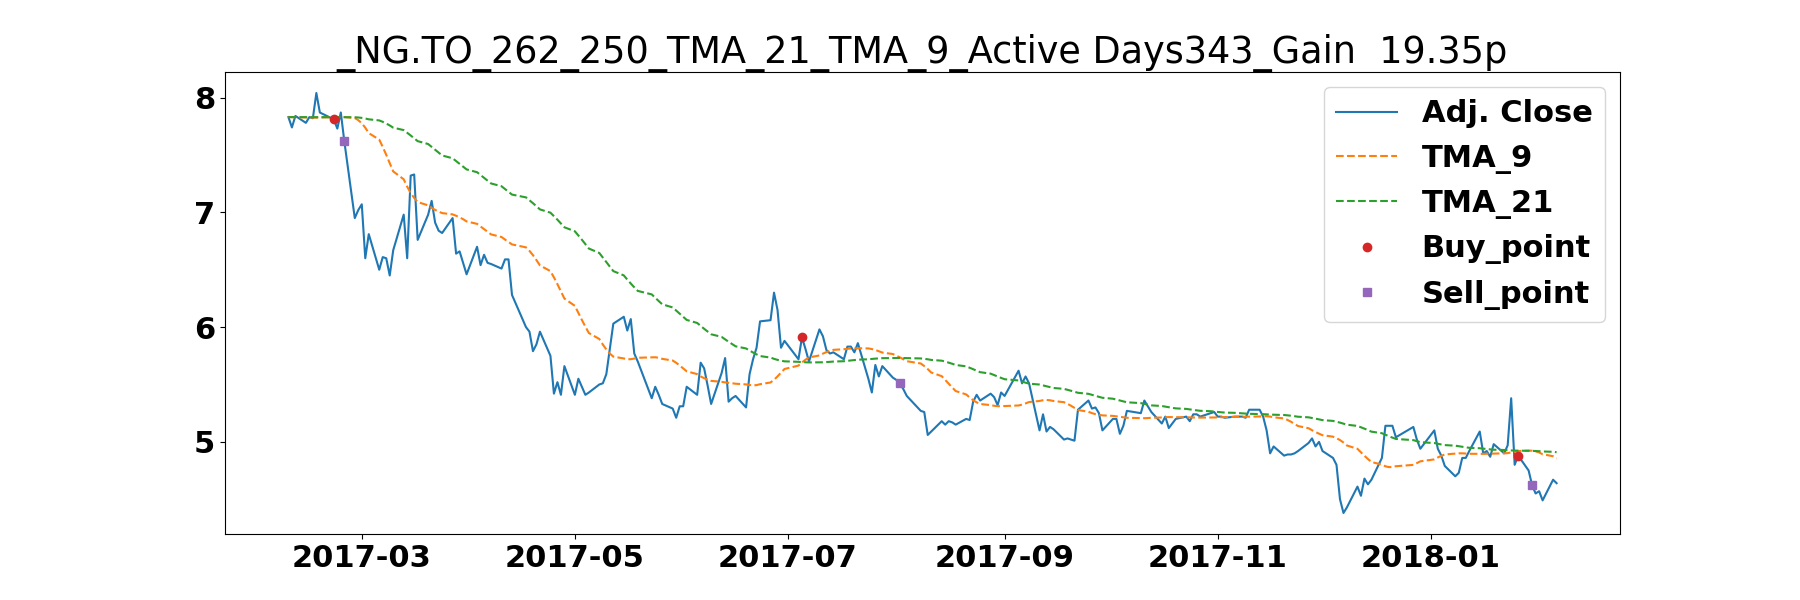 _NG.TO_262_250_TMA_21_TMA_9_Active Days343_Gain  19.35p
8
7
6
5
Adj. Close
TMA_9
TMA_21
Buy_point
Sell_point
2017-03 2017-05 2017-07 2017-09 2017-11 2018-01